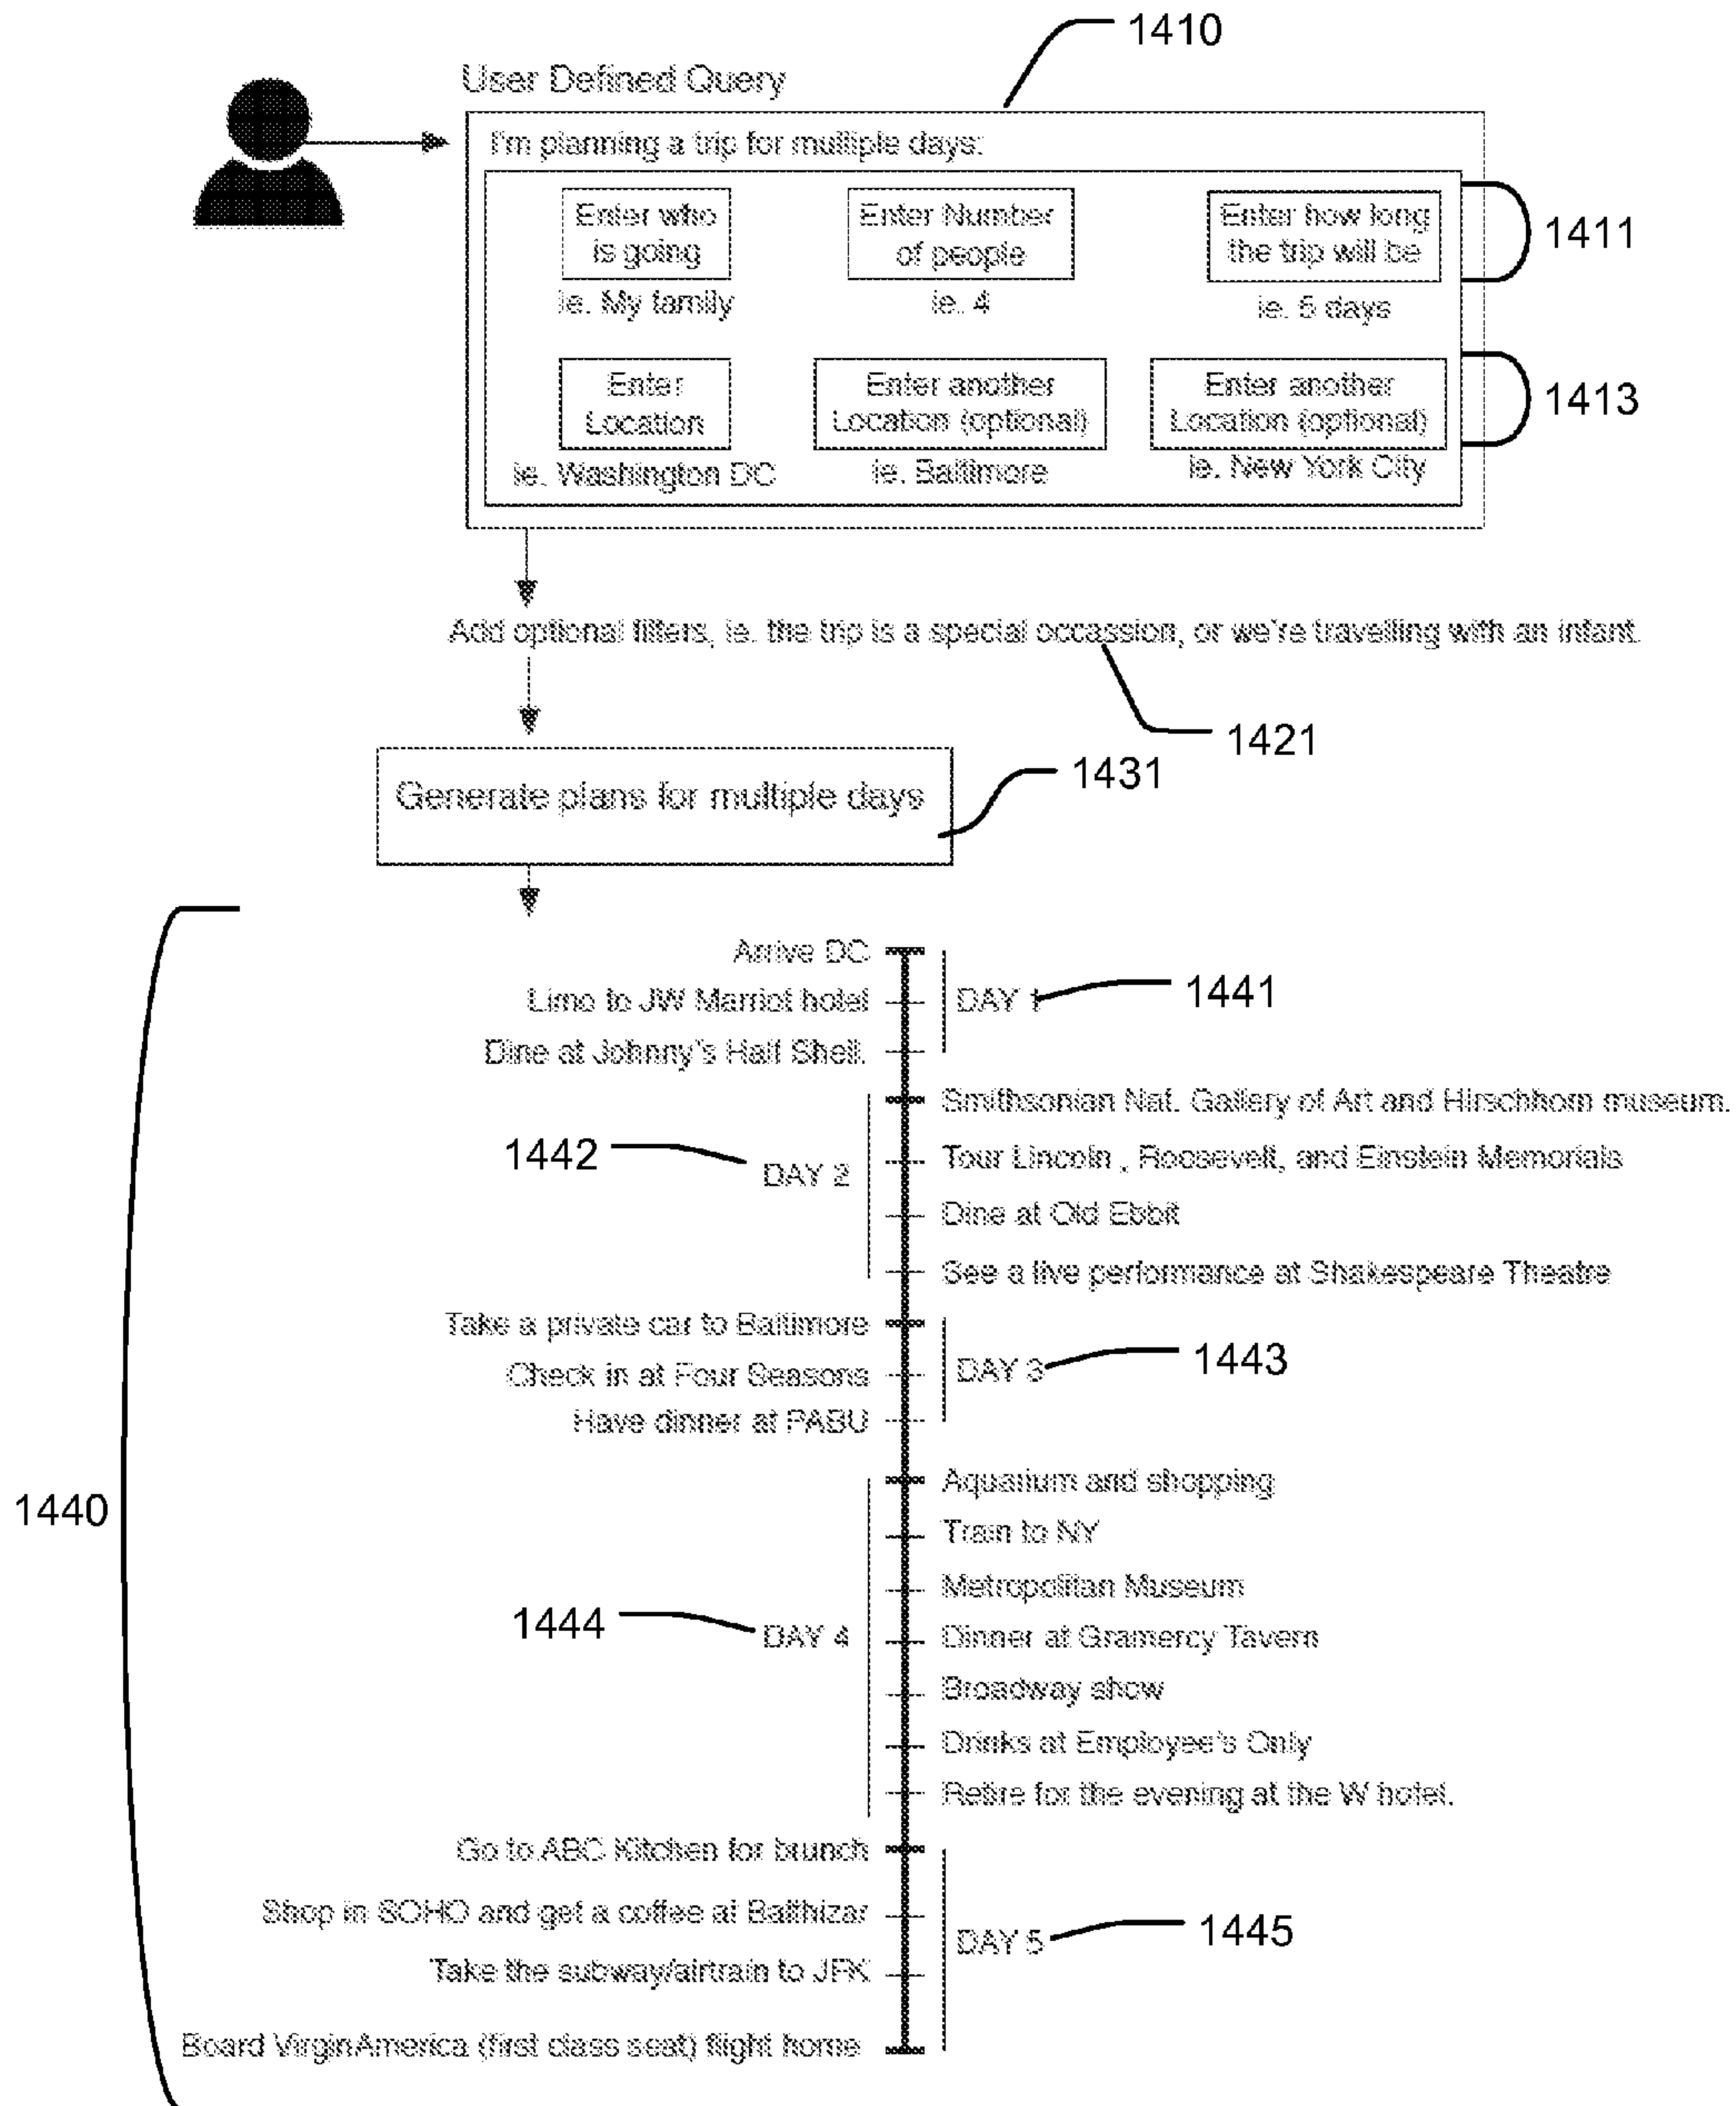 1410
User Defined Query
I'm planning a trip for multiple days:
Enter who
is going
ie. My family
Enter Number
of people
ie. 4
Enter how long
the trip will be
ie. 5 days
1411
Enter
Location
ie. Washington DC
Enter another
Location (optional)
ie. Baltimore
Enter another
Location (optional)
ie. New York City
1413
Add optional filters, ie. the trip is a special occassion, or we're travelling with an infant.
1421
1431
Generate plans for multiple days
1440
Arrive DC
Limo to JW Marriot hotel
Dine at Johnny's Half Shell.
DAY 1
1441
1442
DAY 2
Smithsonian Nat. Gallery of Art and Hirschhorn museum.
Tour Lincoln , Roosevelt, and Einstein Memorials
Dine at Old Ebbit
See a live performance at Shakespeare Theatre
Take a private car to Baltimore
Check in at Four Seasons
Have dinner at PABU
DAY 3
1443
1444
DAY 4
Aquarium and shopping
Train to NY
Metropolitan Museum
Dinner at Gramercy Tavern
Broadway show
Drinks at Employee's Only
Retire for the evening at the W hotel.
Go to ABC Kitchen for brunch
Shop in SOHO and get a coffee at Balthizar
Take the subway/airtrain to JFK
Board VirginAmerica (first class seat) flight home
DAY 5
1445